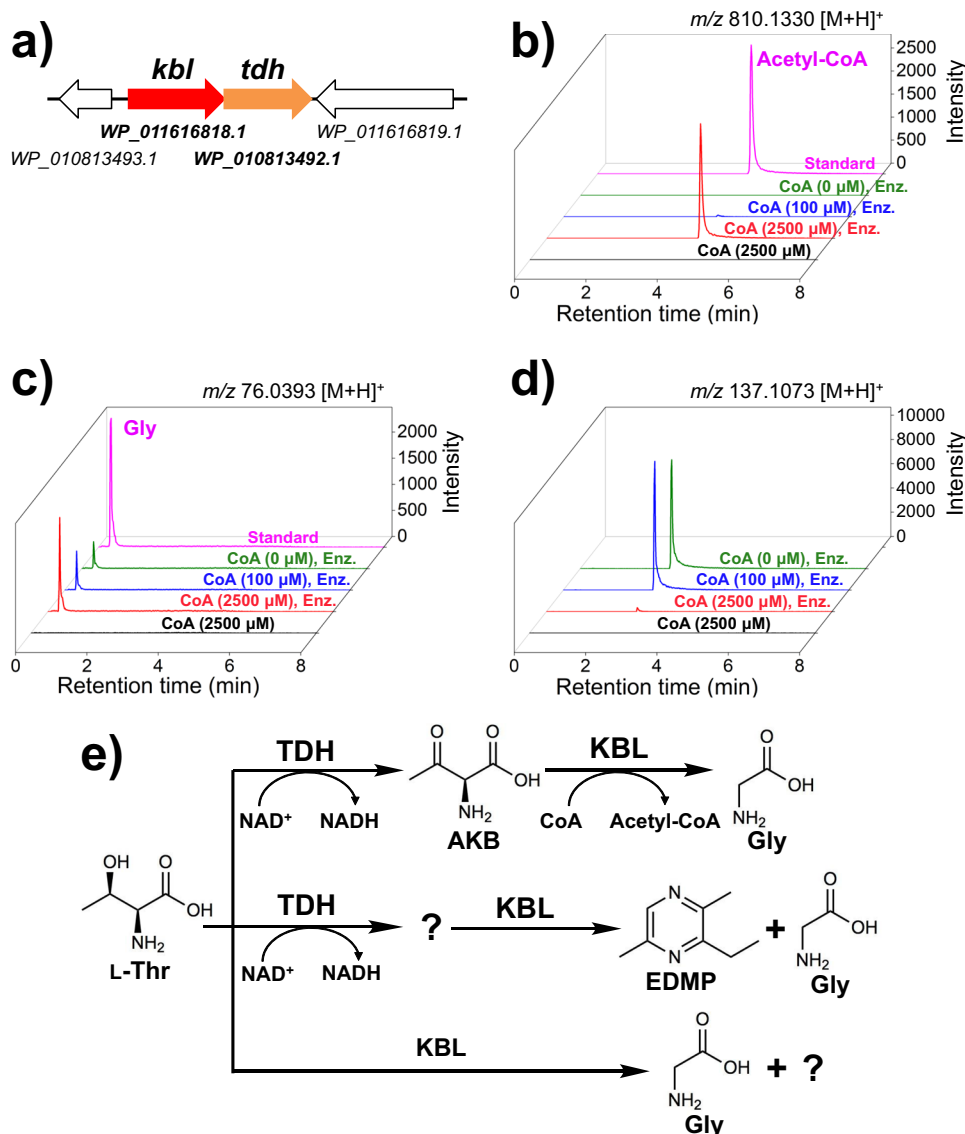 a)
kbl tdh
WP_011616818.1 WP_011616819.1
WP_010813493.1 WP_010813492.1
b)
m/z 810.1330 [M+H]+
Acetyl-CoA
2500
2000
1500
1000
500
0
Intensity
Standard
CoA (0 µM), Enz.
CoA (100 µM), Enz.
CoA (2500 µM), Enz.
CoA (2500 µM)
0 2 4 6 8
Retention time (min)
c)
m/z 76.0393 [M+H]+
Gly
2000
1500
1000
500
0
Intensity
Standard
CoA (0 µM), Enz.
CoA (100 µM), Enz.
CoA (2500 µM), Enz.
CoA (2500 µM)
0 2 4 6 8
Retention time (min)
d)
m/z 137.1073 [M+H]+
10000
8000
6000
4000
2000
0
Intensity
CoA (0 µM), Enz.
CoA (100 µM), Enz.
CoA (2500 µM), Enz.
CoA (2500 µM)
0 2 4 6 8
Retention time (min)
e)
TDH
NAD+ NADH
O O
OH
NH2
AKB
KBL
CoA Acetyl-CoA
O
OH
NH2
Gly
OH O
OH
NH2
L-Thr
TDH
NAD+ NADH
?
KBL
N
N
EDMP
+
O
OH
NH2
Gly
KBL
O
OH
NH2
Gly
+ ?